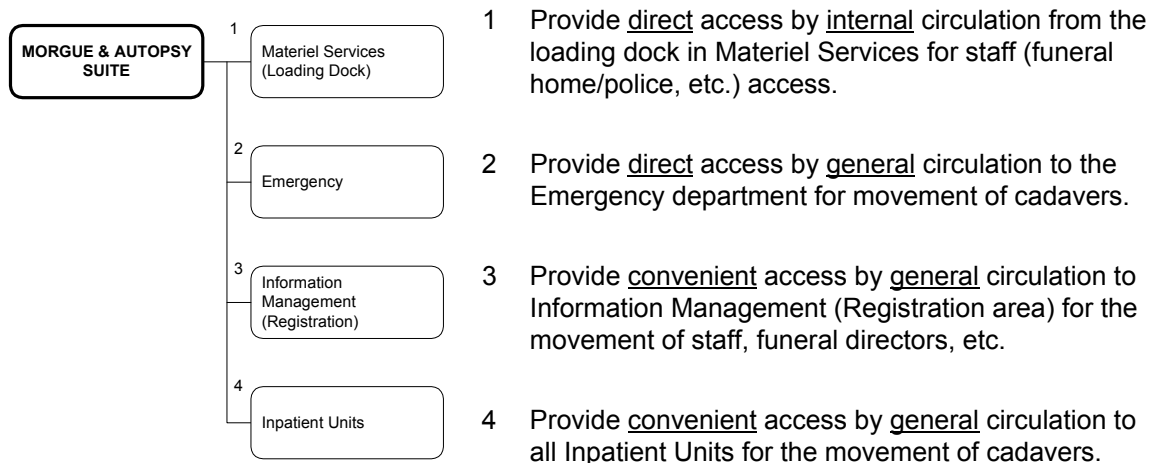 MORGUE & AUTOPSY
SUITE
1
Materiel Services
(Loading Dock)
2
Emergency
3
Information
Management
(Registration)
4
Inpatient Units
1 Provide direct access by internal circulation from the
loading dock in Materiel Services for staff (funeral
home/police, etc.) access.
2 Provide direct access by general circulation to the
Emergency department for movement of cadavers.
3 Provide convenient access by general circulation to
Information Management (Registration area) for the
movement of staff, funeral directors, etc.
4 Provide convenient access by general circulation to
all Inpatient Units for the movement of cadavers.